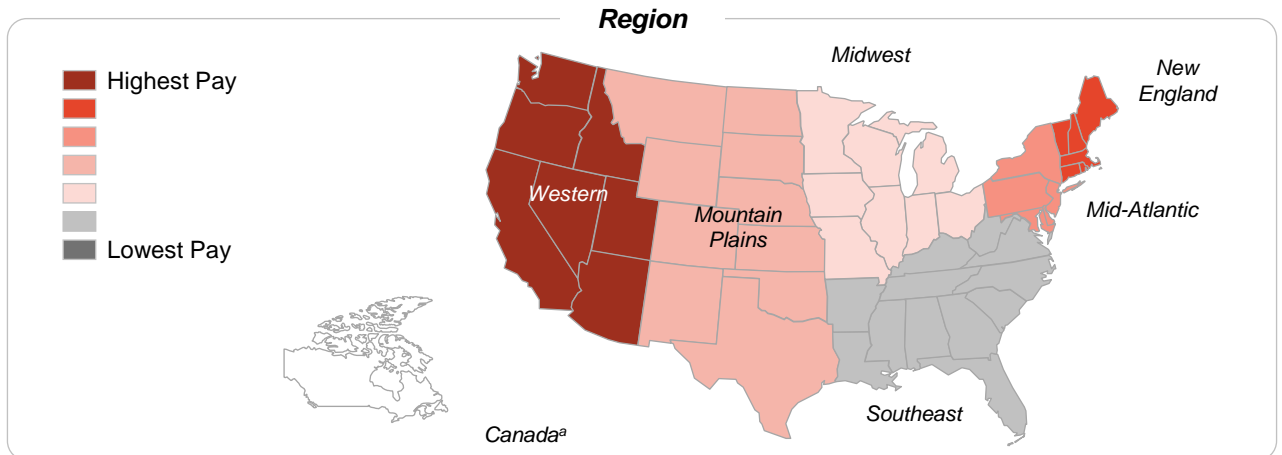 Region
Midwest
New
England
Highest Pay
Western
Mountain
Plains
Mid-Atlantic
Lowest Pay
Southeast
Canadaᵃ